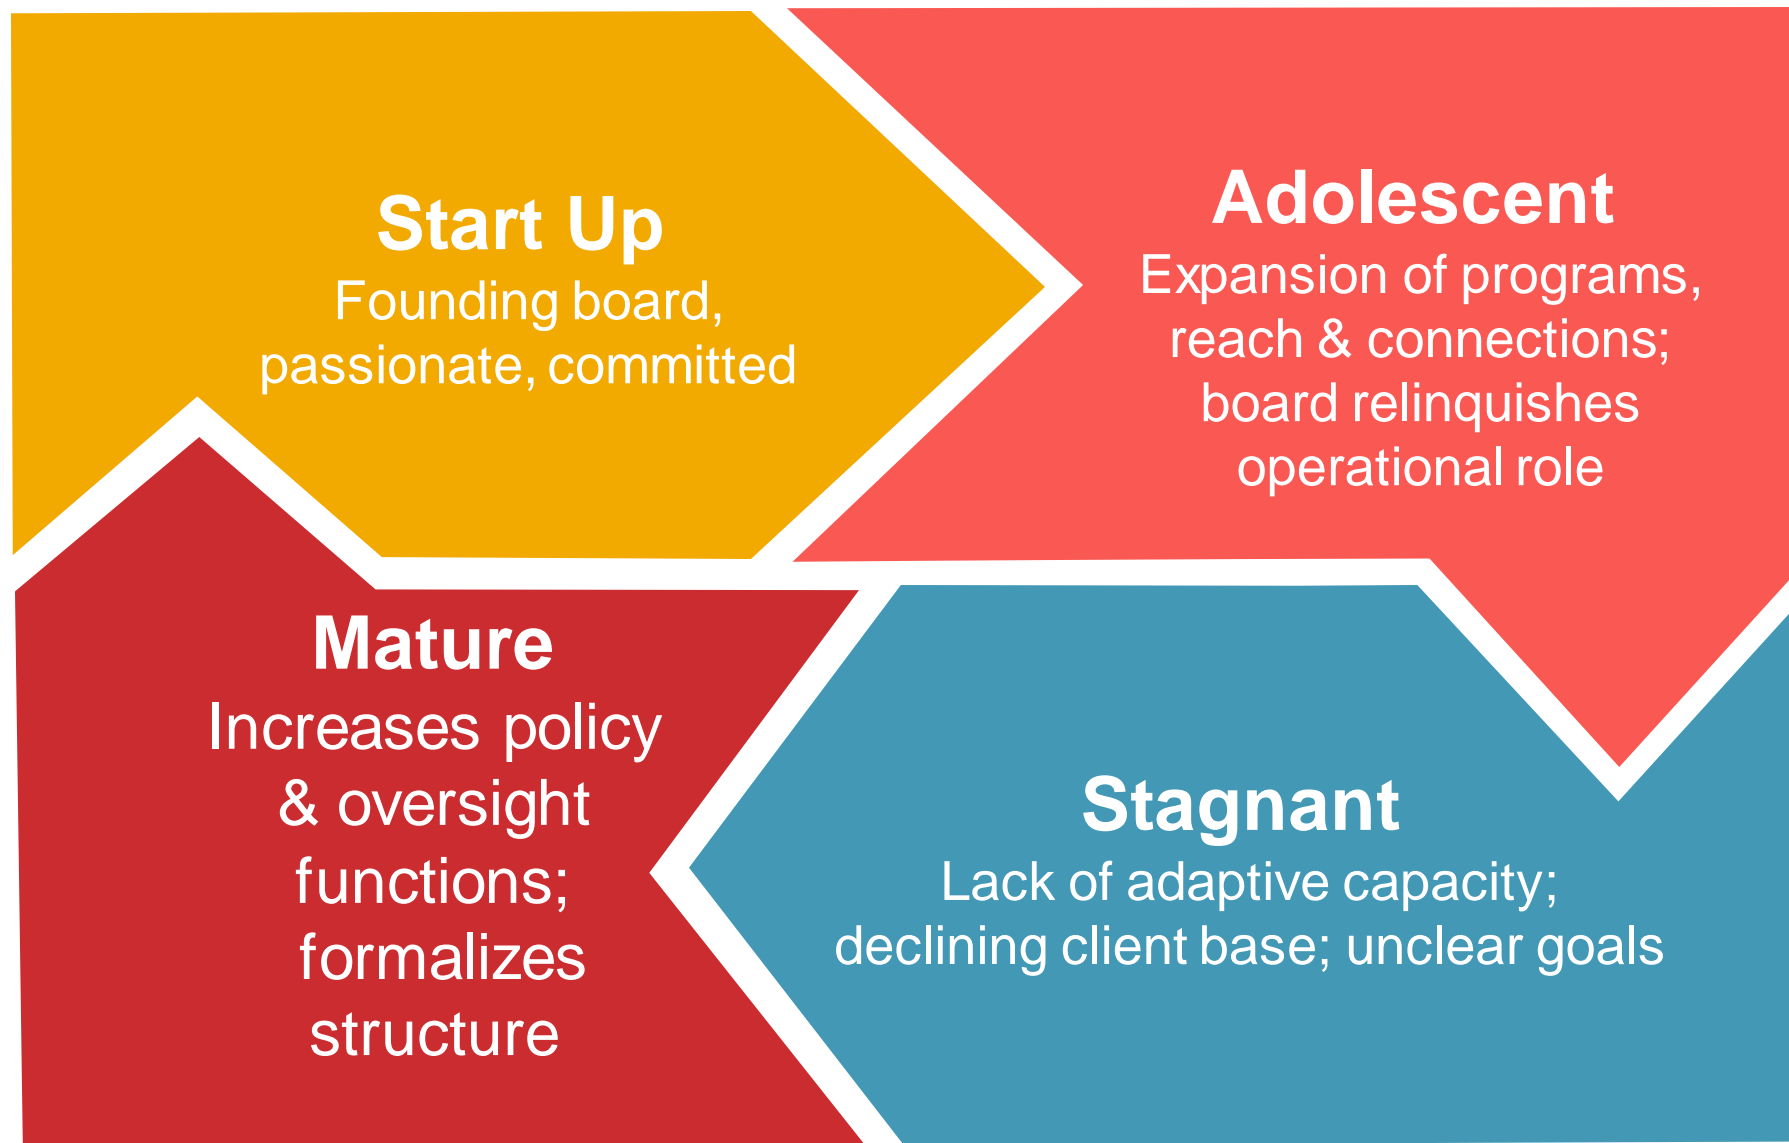 Start Up
Founding board,
passionate, committed
Adolescent
Expansion of programs,
reach & connections;
board relinquishes
operational role
Mature
Increases policy
& oversight
functions;
formalizes
structure
Stagnant
Lack of adaptive capacity;
declining client base; unclear goals